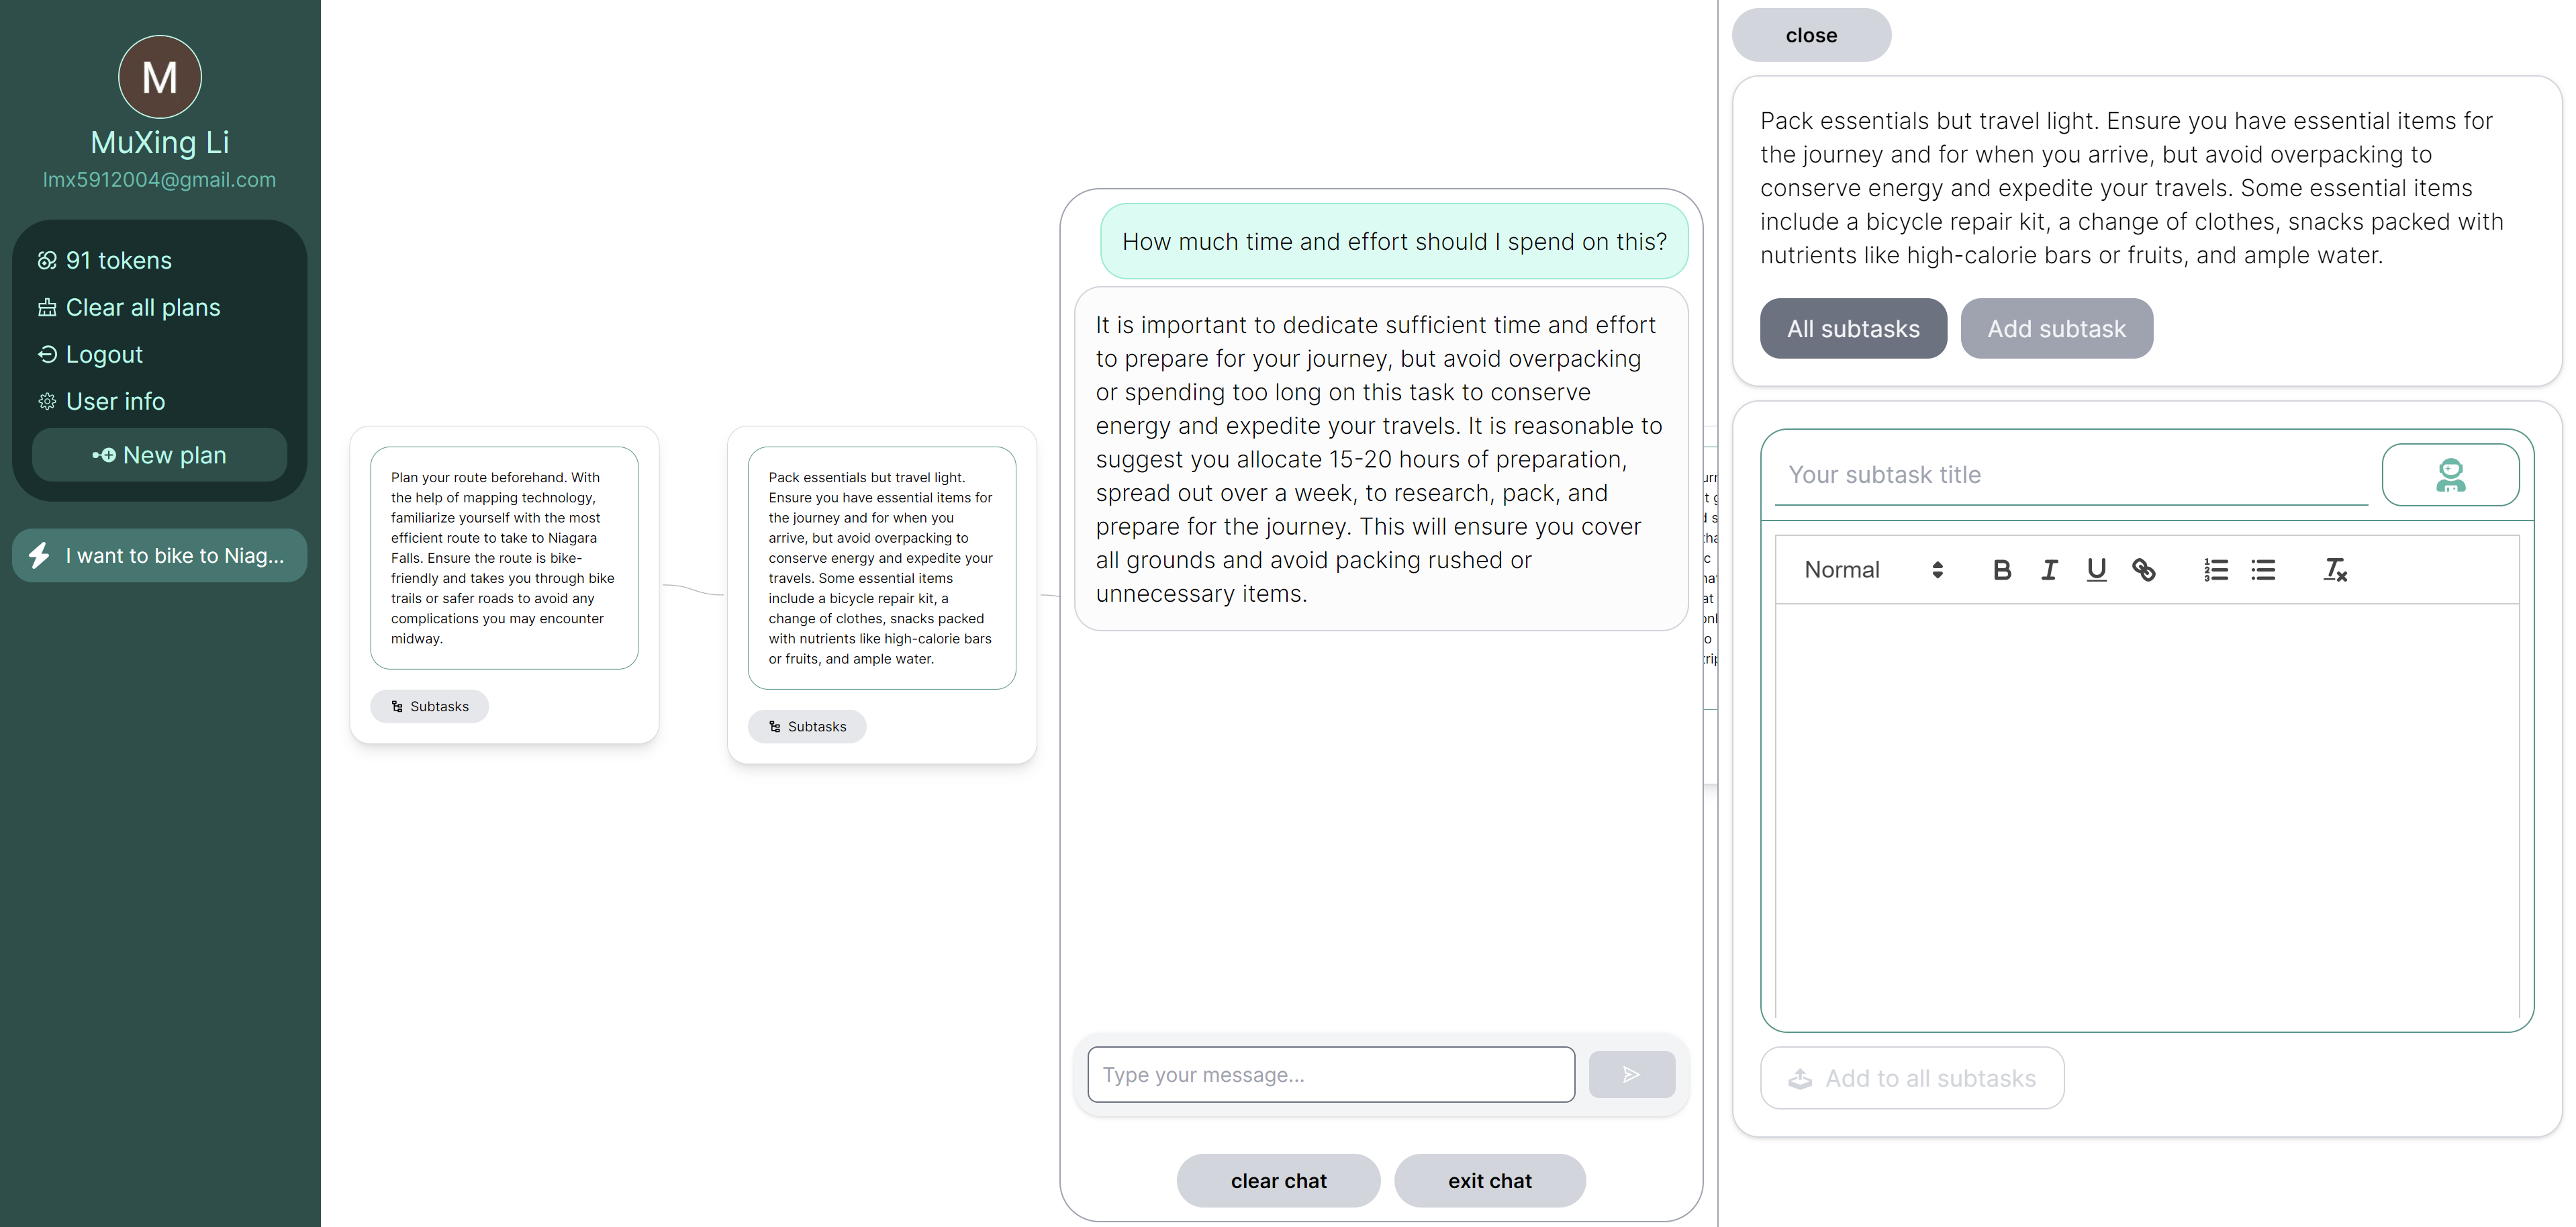 M
MuXing Li
lmx5912004@gmail.com
91 tokens
Clear all plans
Logout
User info
New plan
I want to bike to Niag...
Plan your route beforehand. With
the help of mapping technology,
familiarize yourself with the most
efficient route to take to Niagara
Falls. Ensure the route is bike-
friendly and takes you through bike
trails or safer roads to avoid any
complications you may encounter
midway.
Subtasks
Pack essentials but travel light.
Ensure you have essential items for
the journey and for when you
arrive, but avoid overpacking to
conserve energy and expedite your
travels. Some essential items
include a bicycle repair kit, a
change of clothes, snacks packed
with nutrients like high-calorie bars
or fruits, and ample water.
Subtasks
How much time and effort should I spend on this?
It is important to dedicate sufficient time and effort
to prepare for your journey, but avoid overpacking
or spending too long on this task to conserve
energy and expedite your travels. It is reasonable to
suggest you allocate 15-20 hours of preparation,
spread out over a week, to research, pack, and
prepare for the journey. This will ensure you cover
all grounds and avoid packing rushed or
unnecessary items.
Type your message...
clear chat
exit chat
close
Pack essentials but travel light. Ensure you have essential items for
the journey and for when you arrive, but avoid overpacking to
conserve energy and expedite your travels. Some essential items
include a bicycle repair kit, a change of clothes, snacks packed with
nutrients like high-calorie bars or fruits, and ample water.
All subtasks
Add subtask
Your subtask title
Normal
Add to all subtasks